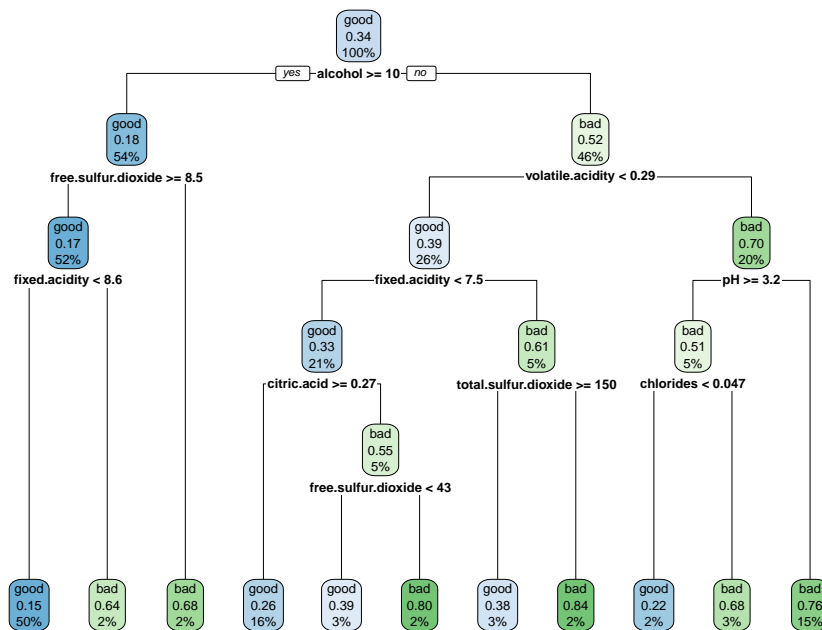 good
0.34
100%
yes alcohol >= 10 no
good
0.18
54%
bad
0.52
46%
free.sulfur.dioxide >= 8.5
volatile.acidity < 0.29
good
0.17
52%
good
0.39
26%
bad
0.70
20%
fixed.acidity < 8.6
fixed.acidity < 7.5
pH >= 3.2
good
0.33
21%
bad
0.61
5%
bad
0.51
5%
citric.acid >= 0.27
total.sulfur.dioxide >= 150
chlorides < 0.047
bad
0.55
5%
free.sulfur.dioxide < 43
good
0.15
50%
bad
0.64
2%
bad
0.68
2%
good
0.26
16%
good
0.39
3%
bad
0.80
2%
good
0.38
3%
bad
0.84
2%
good
0.22
2%
bad
0.68
3%
bad
0.76
15%